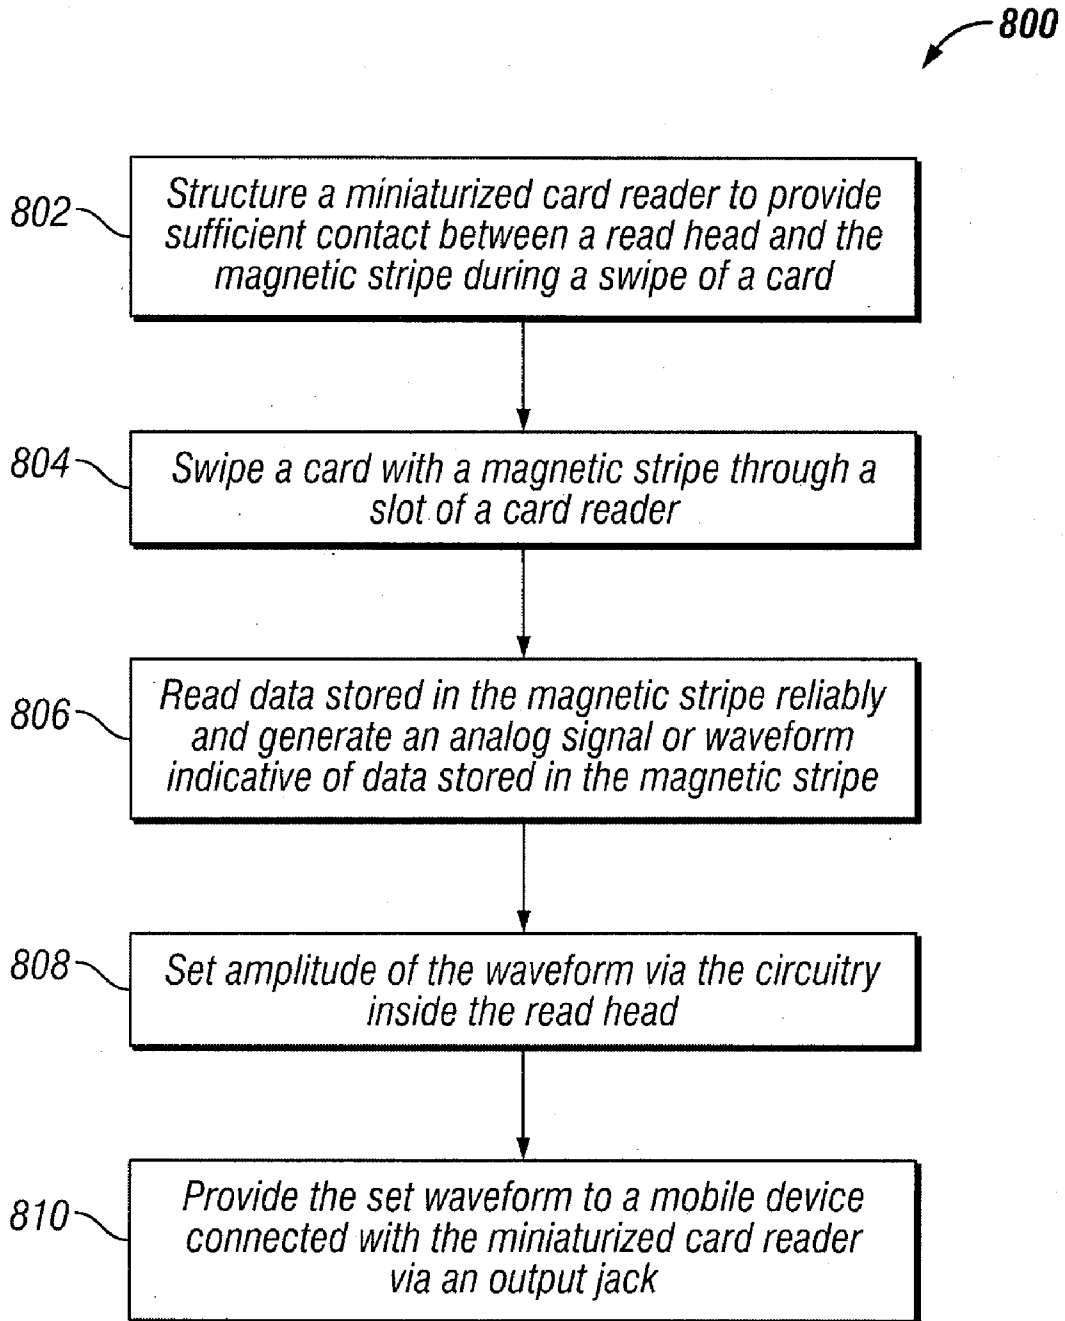 800
802
Structure a miniaturized card reader to provide
sufficient contact between a read head and the
magnetic stripe during a swipe of a card
804
Swipe a card with a magnetic stripe through a
slot of a card reader
806
Read data stored in the magnetic stripe reliably
and generate an analog signal or waveform
indicative of data stored in the magnetic stripe
808
Set amplitude of the waveform via the circuitry
inside the read head
810
Provide the set waveform to a mobile device
connected with the miniaturized card reader
via an output jack